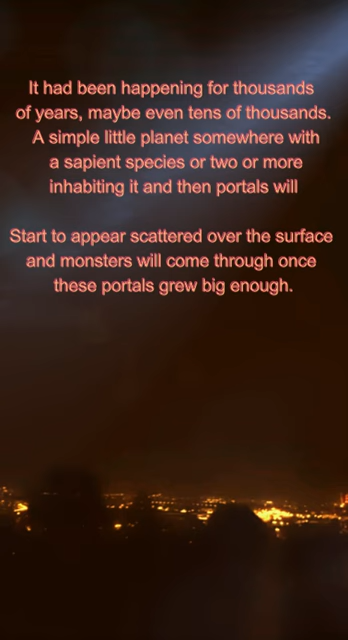 It had been happening for thousands
of years, maybe even tens of thousands.
A simple little planet somewhere with
a sapient species or two or more
inhabiting it and then portals will
Start to appear scattered over the surface
and monsters will come through once
these portals grew big enough.